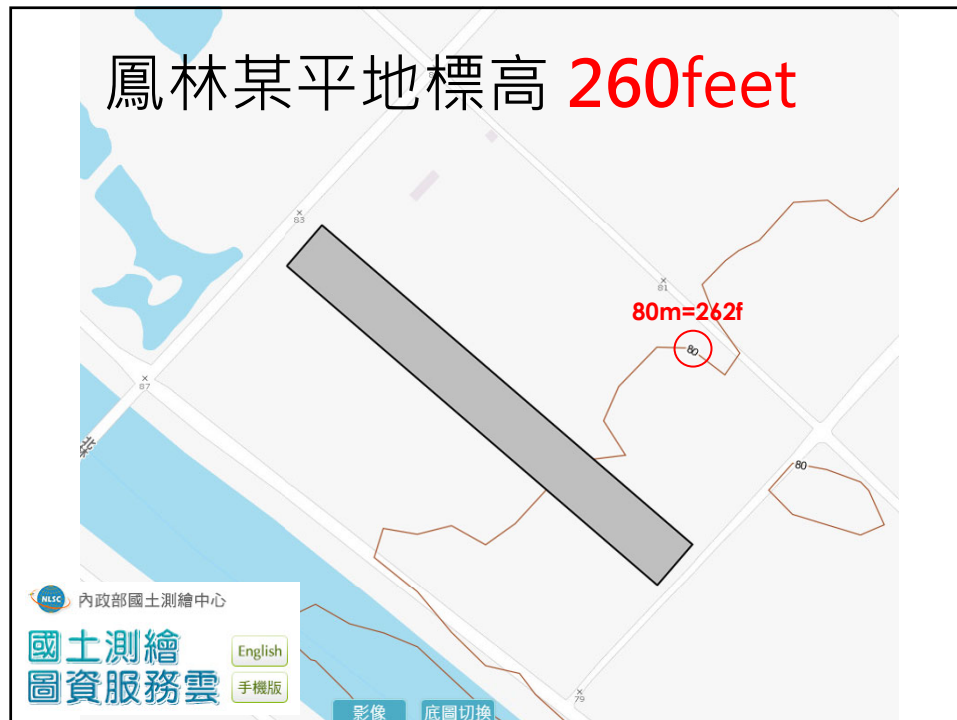 鳳林某平地標高 260feet
83
81
80m=262f
80
87
80
79
NLSC 內政部國土測繪中心
國土測繪
圖資服務雲
English
手機版
影像
底圖切換